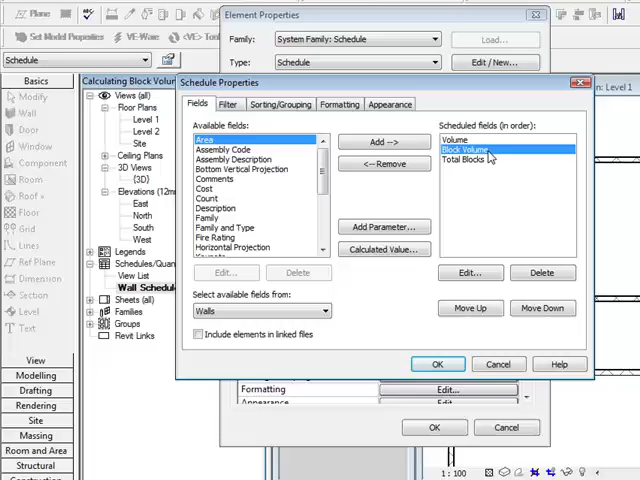 Plane
Element Properties
Set Model Properties
VE-Ware
<VE> Tool
Family:
System Family: Schedule
Load...
Schedule
Type:
Schedule
Edit / New...
Basics
Modify
Wall
Door
Window
Component
Room
Roof
Grid
Lines
Ref Plane
Dimension
Section
Level
Text
View
Modelling
Drafting
Rendering
Site
Massing
Room and Area
Structural
Construction
Calculating Block Volum
Views (all)
Floor Plans
Level 1
Level 2
Site
Ceiling Plans
3D Views
{3D}
Elevations (12mm
East
North
South
West
Legends
Schedules/Quan
View List
Wall Schedule
Sheets (all)
Families
Groups
Revit Links
n: Level 1
Schedule Properties
Fields
Filter
Sorting/Grouping
Formatting
Appearance
Available fields:
Area
Assembly Code
Assembly Description
Bottom Vertical Projection
Comments
Cost
Count
Description
Family
Family and Type
Fire Rating
Horizontal Projection
Keynote
Edit...
Delete
Select available fields from:
Walls
Include elements in linked files
Add -->
<-- Remove
Add Parameter...
Calculated Value...
Scheduled fields (in order):
Volume
Block Volume
Total Blocks
Edit...
Delete
Move Up
Move Down
OK
Cancel
Help
Formatting
Edit...
Appearance
Edit...
OK
Cancel
1 : 100